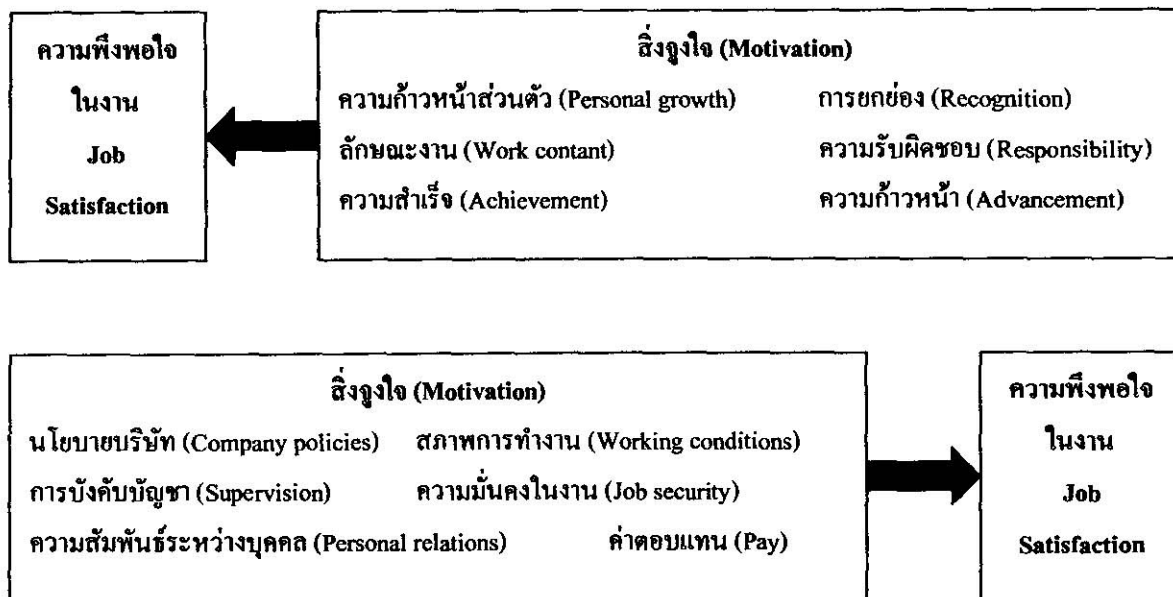 ความพึงพอใจ
ในงาน
Job
Satisfaction
สิ่งจูงใจ (Motivation)
ความก้าวหน้าส่วนตัว (Personal growth) การยกย่อง (Recognition)
ลักษณะงาน (Work contant) ความรับผิดชอบ (Responsibility)
ความสำเร็จ (Achievement) ความก้าวหน้า (Advancement)
สิ่งจูงใจ (Motivation)
นโยบายบริษัท (Company policies) สภาพการทำงาน (Working conditions)
การบังคับบัญชา (Supervision) ความมั่นคงในงาน (Job security)
ความสัมพันธ์ระหว่างบุคคล (Personal relations) ค่าตอบแทน (Pay)
ความพึงพอใจ
ในงาน
Job
Satisfaction